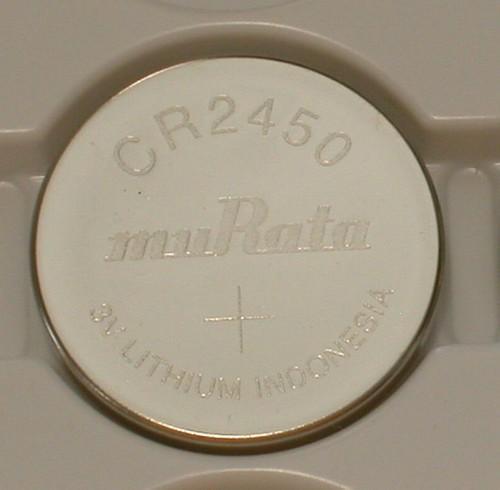 CR2450
muRata
+
3V LITHIUM INDONESIA